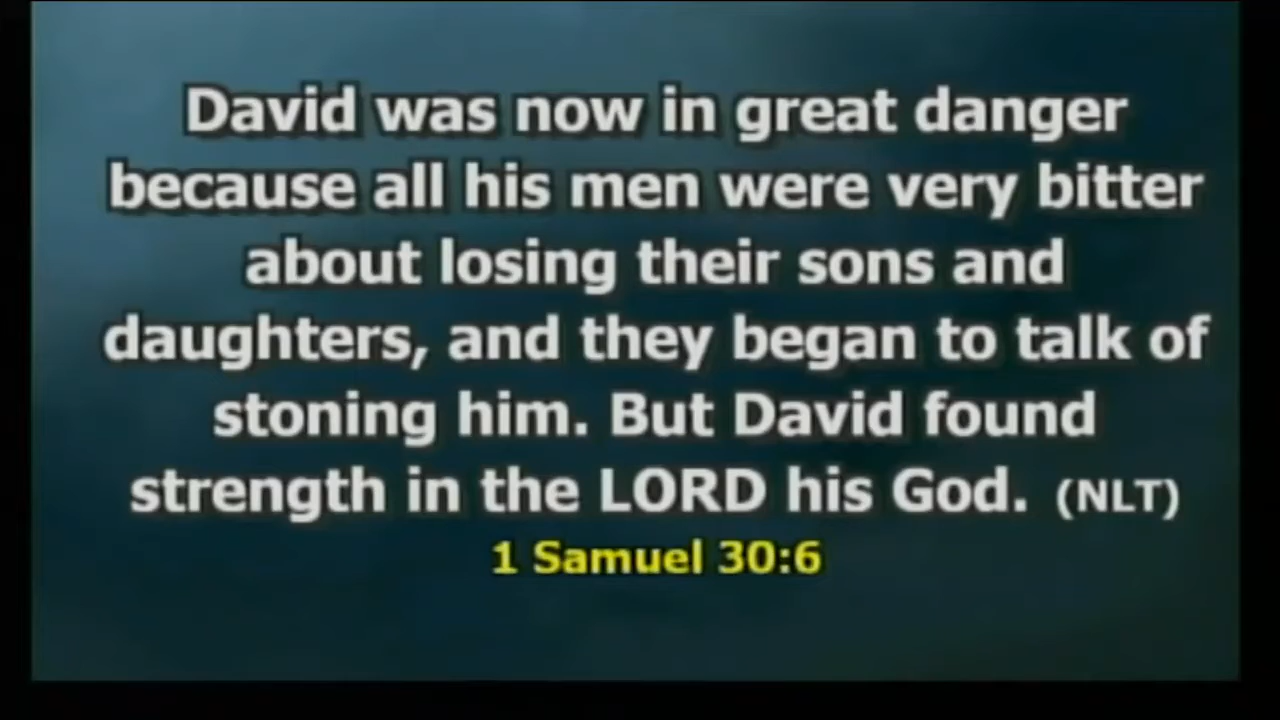 David was now in great danger
because all his men were very bitter
about losing their sons and
daughters, and they began to talk of
stoning him. But David found
strength in the LORD his God. (NLT)
1 Samuel 30:6